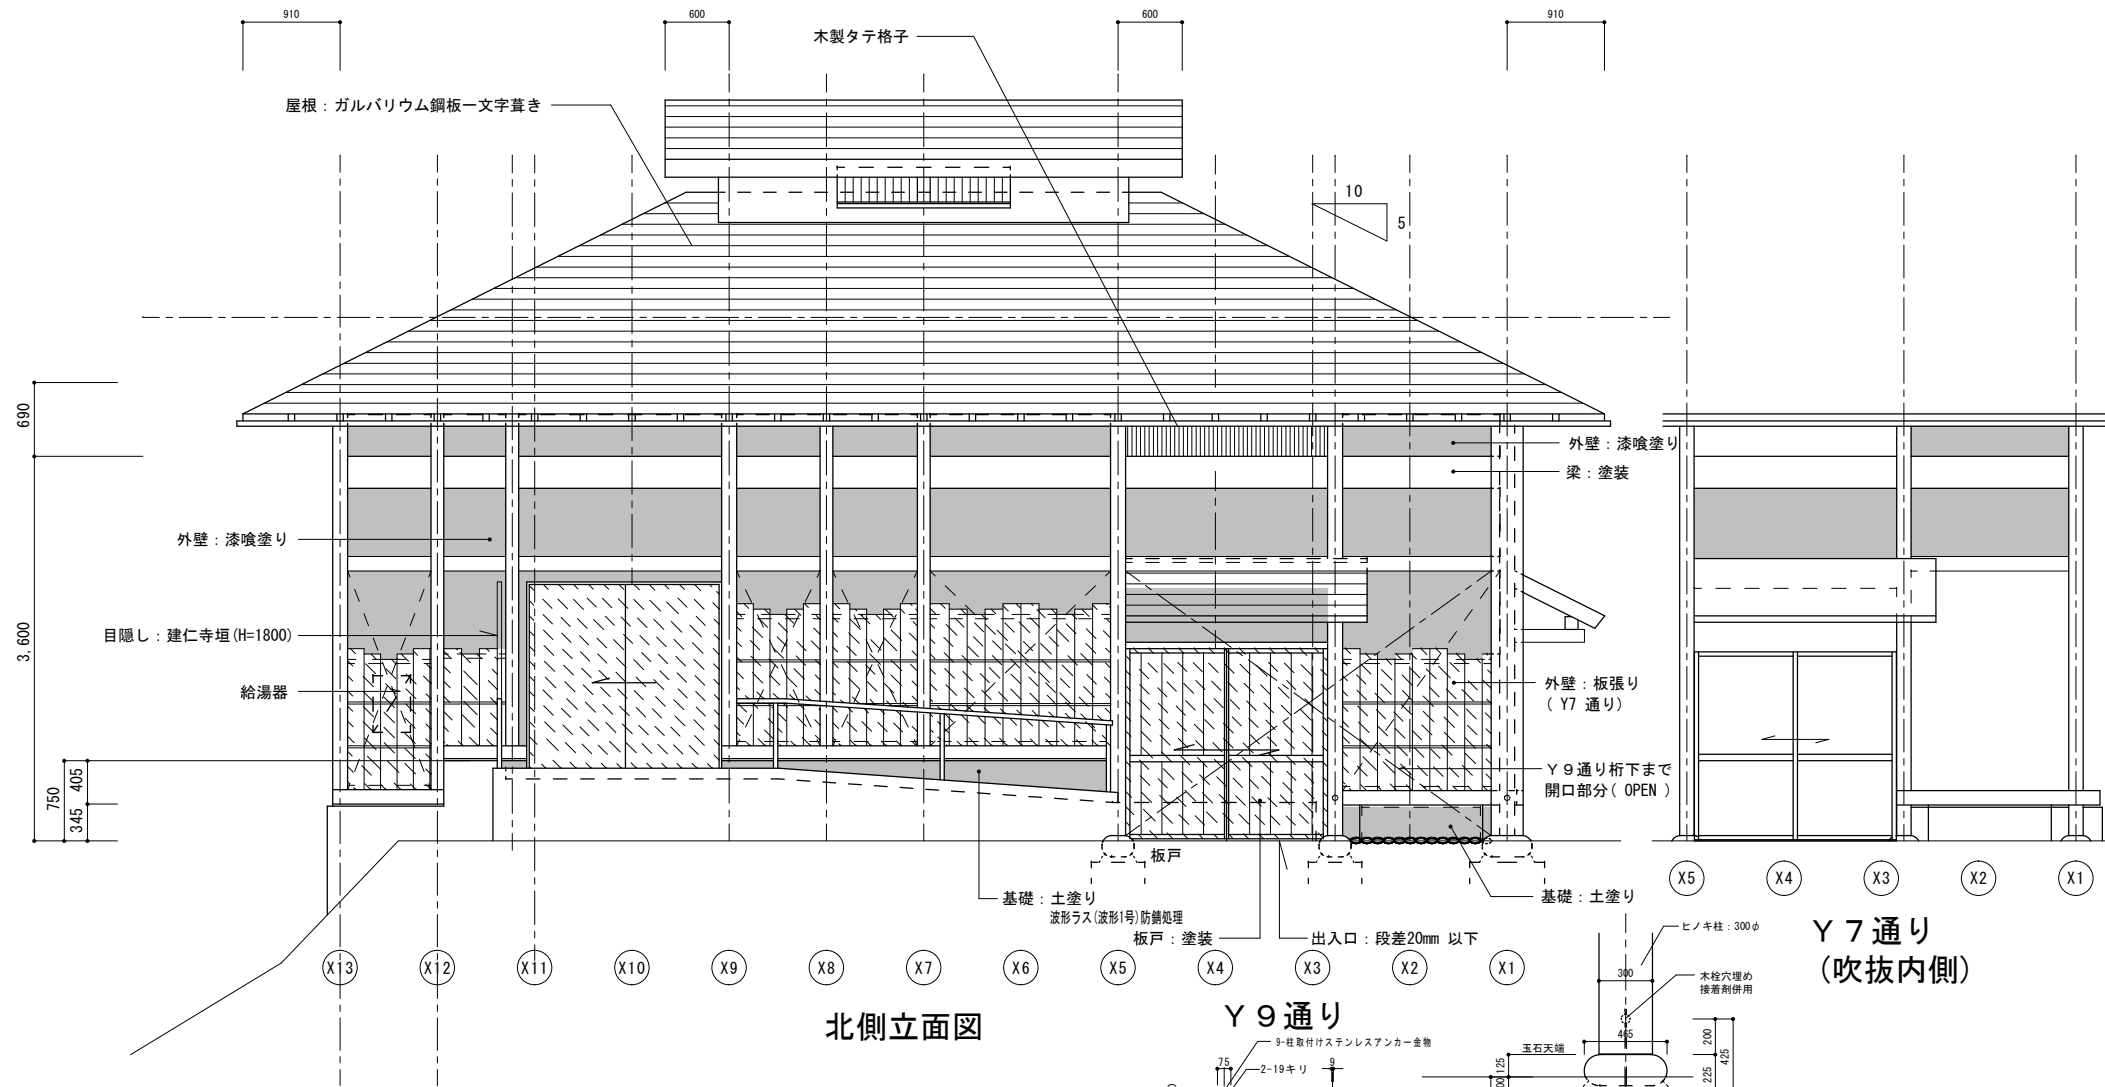 910
600
600
910
木製タテ格子
屋根：ガルバリウム鋼板一文字葺き
10
5
690
3,600
750
405
345
外壁：漆喰塗り
梁：塗装
外壁：漆喰塗り
目隠し：建仁寺垣(H=1800)
給湯器
外壁：板張り
( Y7 通り)
Ｙ９通り桁下まで
開口部分( OPEN )
板戸
基礎：土塗り
波形ラス(波形1号)防錆処理
板戸：塗装
出入口：段差20mm 以下
基礎：土塗り
X13
X12
X11
X10
X9
X8
X7
X6
X5
X4
X3
X2
X1
北側立面図
Ｙ９通り
X5
X4
X3
X2
X1
Ｙ７通り
(吹抜内側)
ヒノキ柱：300φ
300
木栓穴埋め
接着剤併用
465
玉石天端
125
200
425
225
9-柱取付けステンレスアンカー金物
75
2-19キリ
9